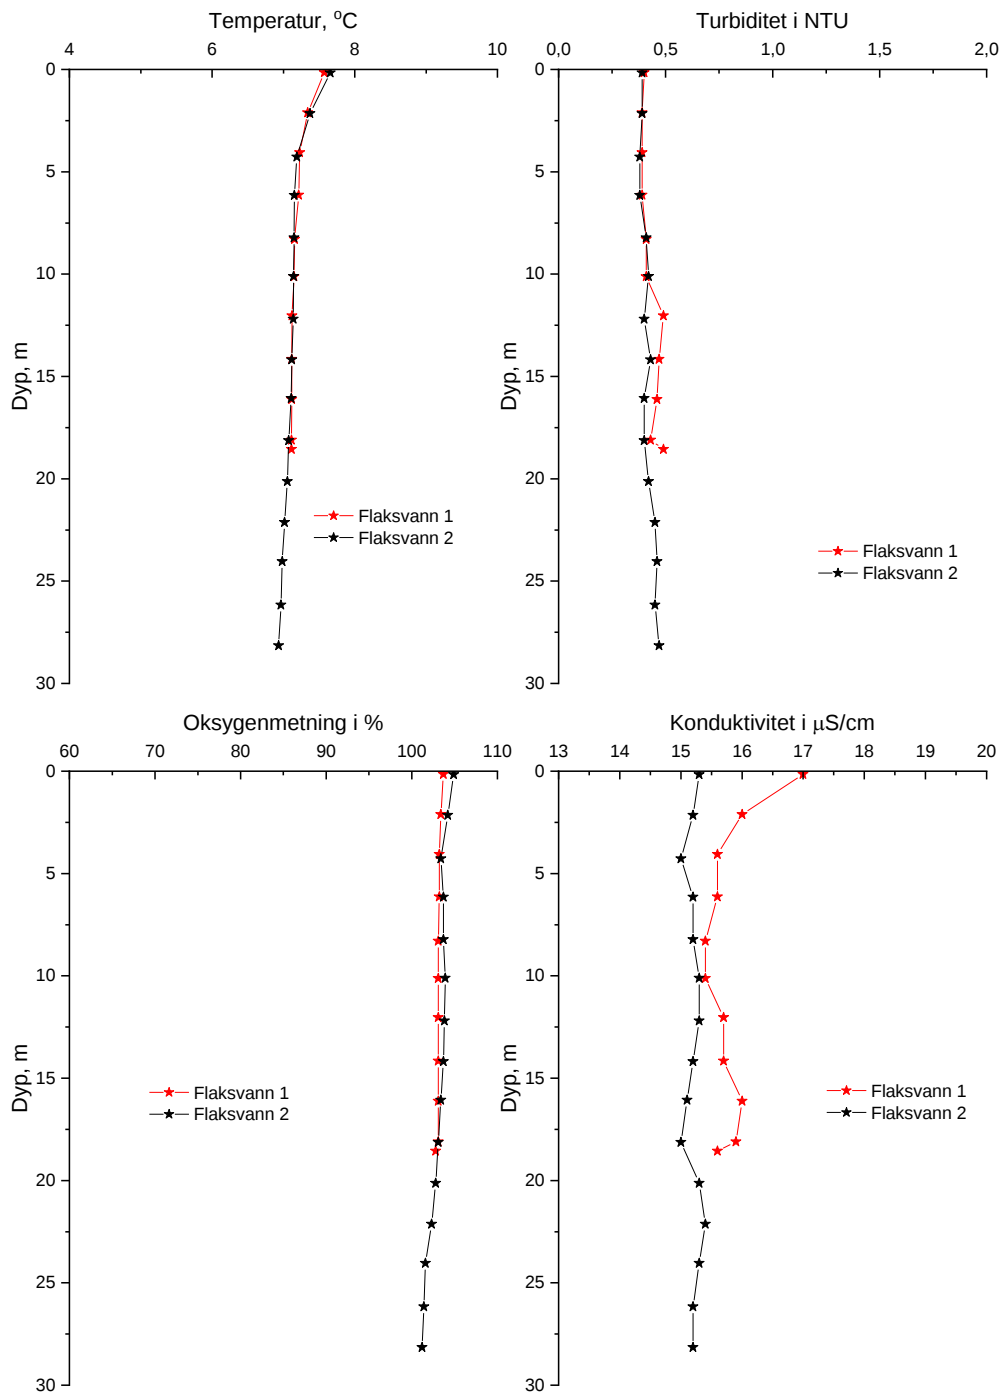 Temperatur, °C
4 6 8 10
0
5
10
15
20
25
30
Dyp, m
Flaksvann 1
Flaksvann 2
Turbiditet i NTU
0,0 0,5 1,0 1,5 2,0
0
5
10
15
20
25
30
Dyp, m
Flaksvann 1
Flaksvann 2
Oksygenmetning i %
60 70 80 90 100 110
0
5
10
15
20
25
30
Dyp, m
Flaksvann 1
Flaksvann 2
Konduktivitet i µS/cm
13 14 15 16 17 18 19 20
0
5
10
15
20
25
30
Dyp, m
Flaksvann 1
Flaksvann 2